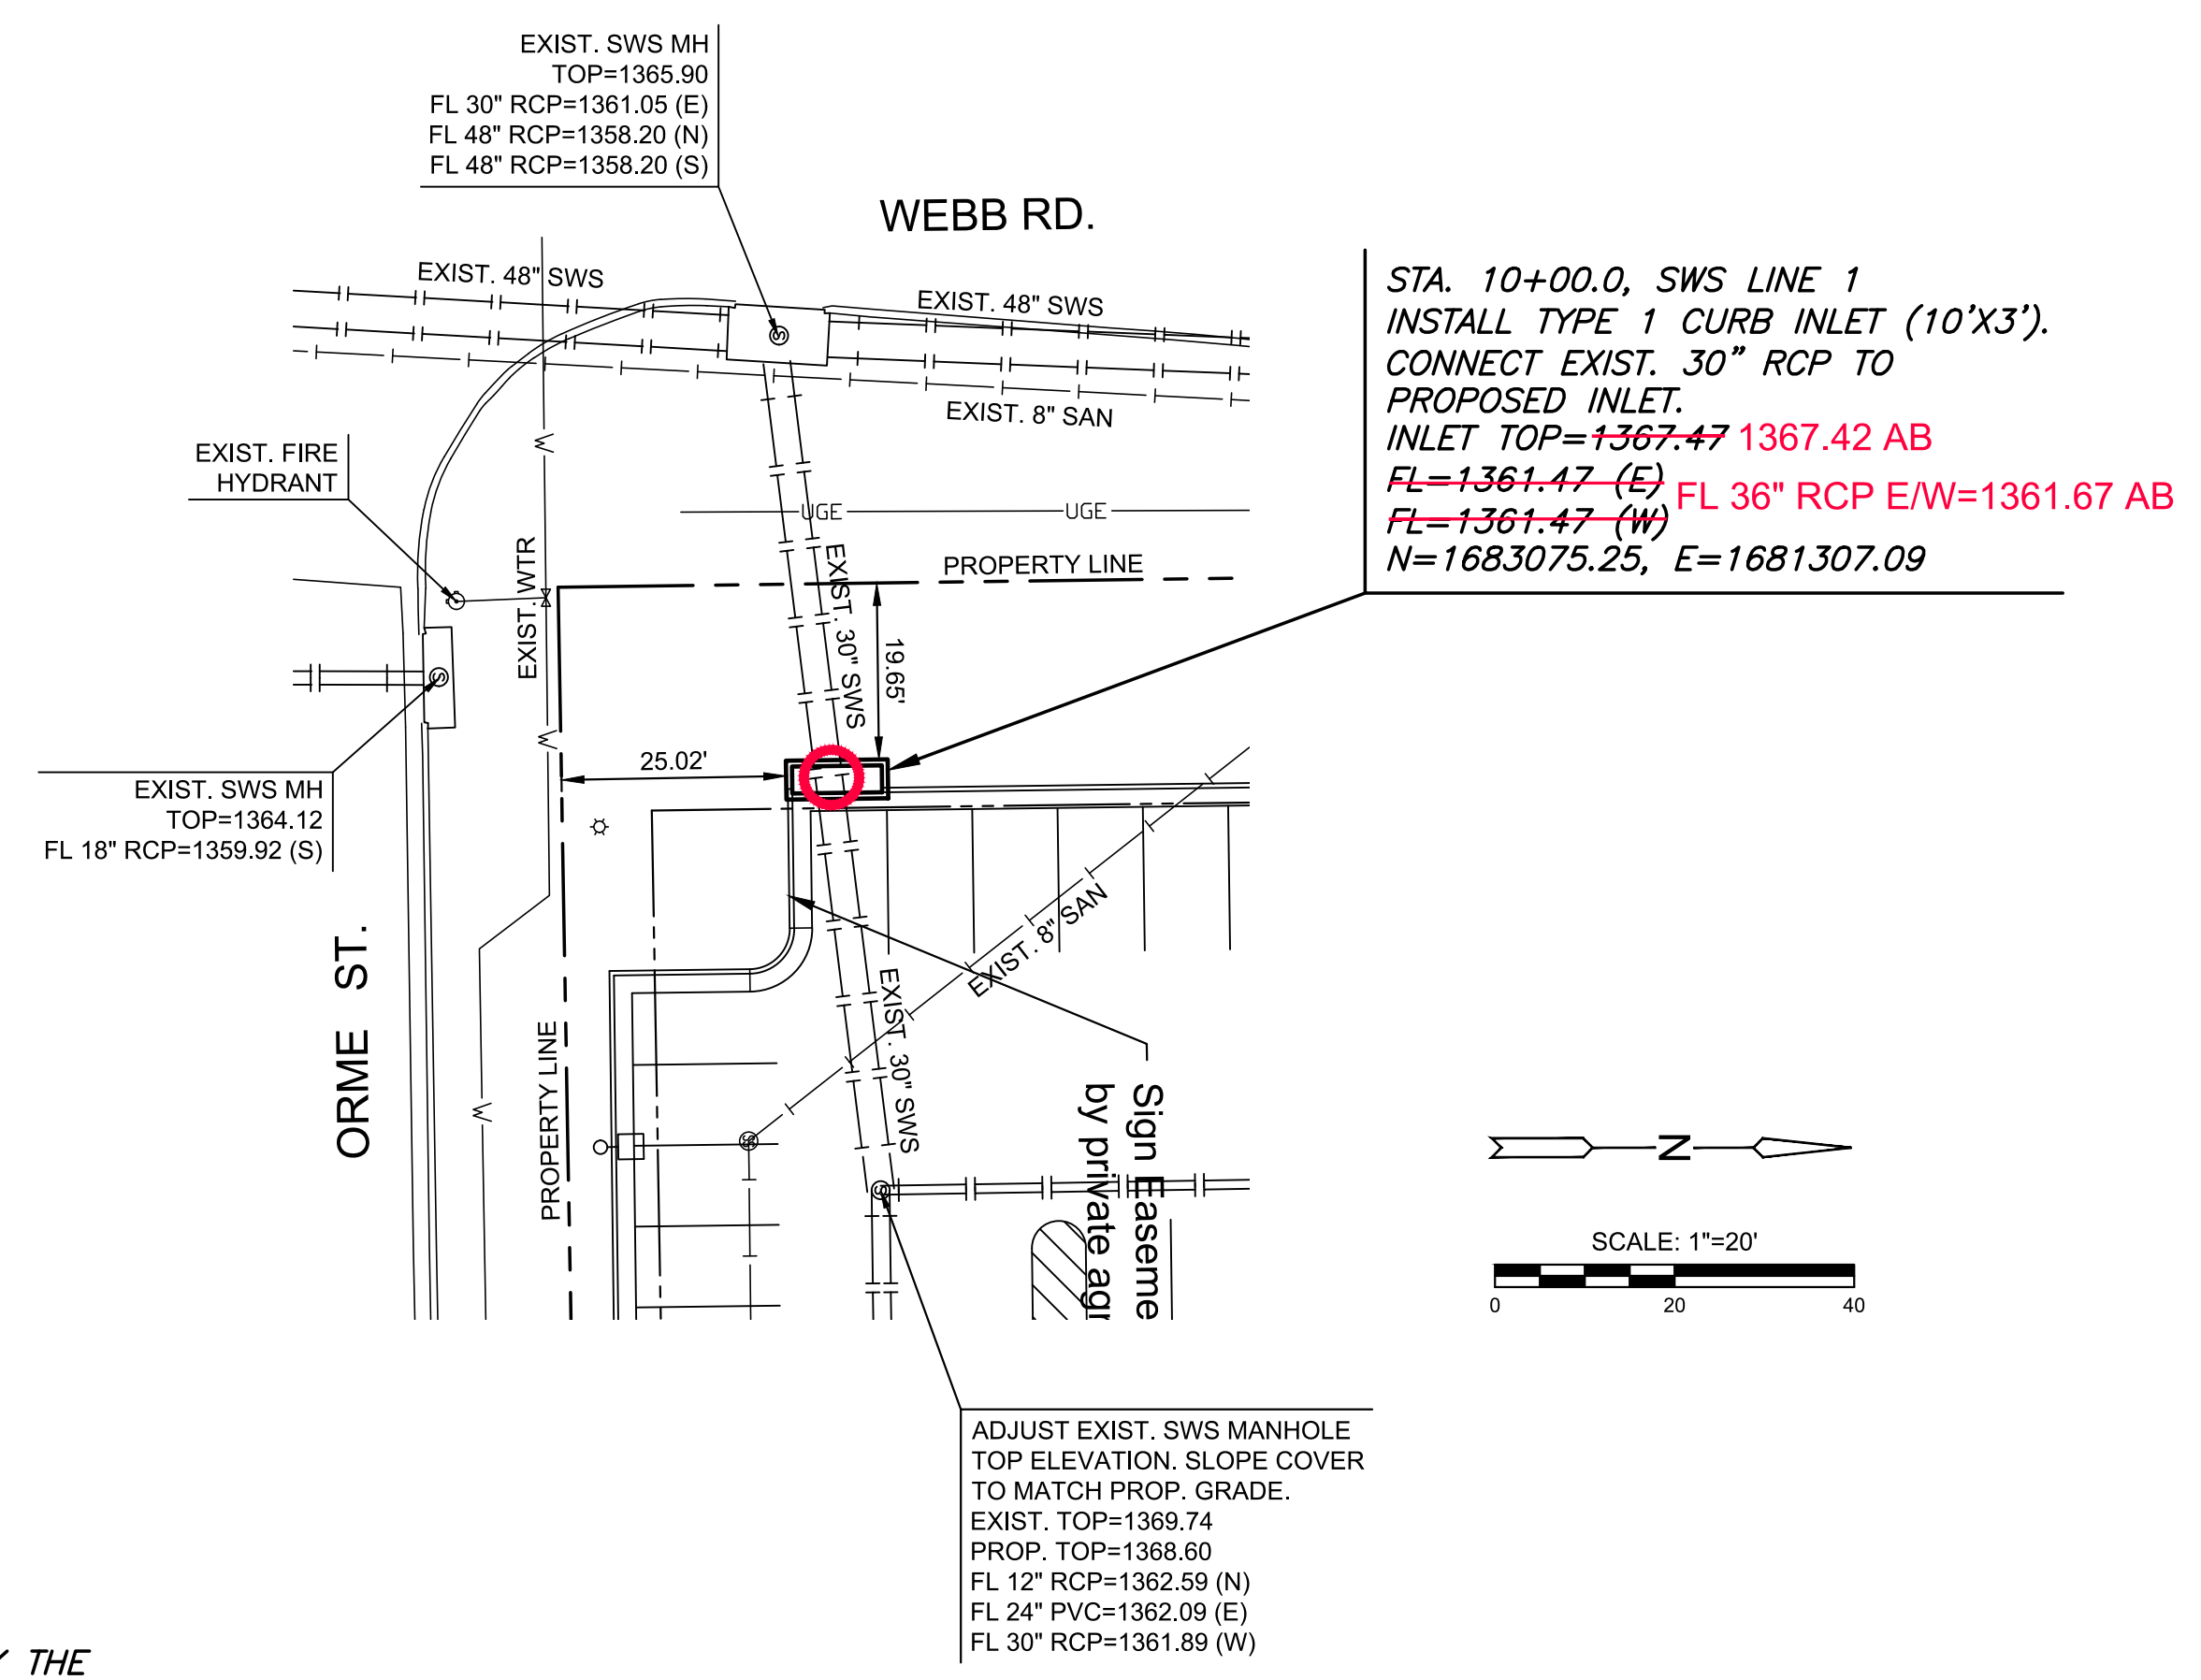 EXIST. SWS MH
TOP=1365.90
FL 30" RCP=1361.05 (E)
FL 48" RCP=1358.20 (N)
FL 48" RCP=1358.20 (S)
WEBB RD.
EXIST. 48" SWS
EXIST. 48" SWS
EXIST. 8" SAN
STA. 10+00.0, SWS LINE 1
INSTALL TYPE 1 CURB INLET (10'X3').
CONNECT EXIST. 30" RCP TO
PROPOSED INLET.
INLET TOP=1367.47 1367.42 AB
FL=1361.47 (E)
FL 36" RCP E/W=1361.67 AB
FL=1361.47 (W)
N=1683075.25, E=1681307.09
EXIST. FIRE
HYDRANT
UGE
UGE
W
EXIST. WTR
EXIST. 30" SWS
PROPERTY LINE
19.65'
S
S
W
25.02'
EXIST. SWS MH
TOP=1364.12
FL 18" RCP=1359.92 (S)
ORME ST.
PROPERTY LINE
W
EXIST. 8" SAN
EXIST. 30" SWS
Sign Easeme
by private agr
S
S
N
SCALE: 1"=20'
0 20 40
ADJUST EXIST. SWS MANHOLE
TOP ELEVATION. SLOPE COVER
TO MATCH PROP. GRADE.
EXIST. TOP=1369.74
PROP. TOP=1368.60
FL 12" RCP=1362.59 (N)
FL 24" PVC=1362.09 (E)
FL 30" RCP=1361.89 (W)
THE